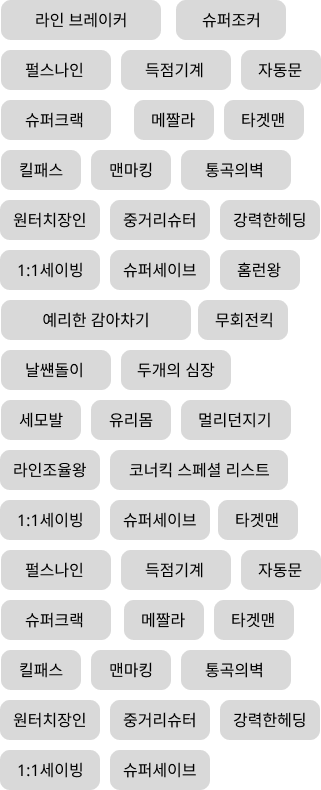 라인 브레이커 슈퍼조커
펄스나인 득점기계 자동문
슈퍼크랙 메짤라 타겟맨
킬패스 맨마킹 통곡의벽
원터치장인 중거리슈터 강력한헤딩
1:1세이빙 슈퍼세이브 홈런왕
예리한 감아차기 무회전킥
날쌘돌이 두개의 심장
세모발 유리몸 멀리던지기
라인조율왕 코너킥 스페셜 리스트
1:1세이빙 슈퍼세이브 타겟맨
펄스나인 득점기계 자동문
슈퍼크랙 메짤라 타겟맨
킬패스 맨마킹 통곡의벽
원터치장인 중거리슈터 강력한헤딩
1:1세이빙 슈퍼세이브